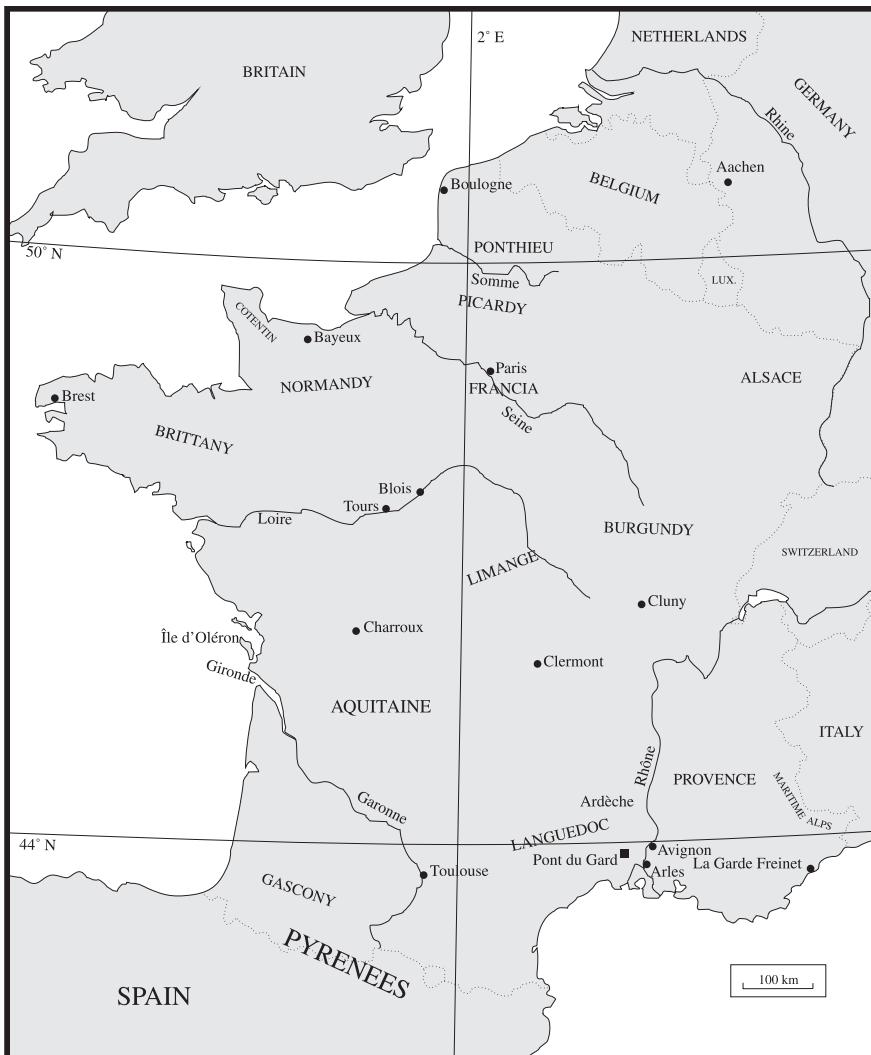 2° E
NETHERLANDS
BRITAIN
GERMANY
Rhine
Aachen
Boulogne
BELGIUM
50° N
PONTHIEU
Somme
LUX.
PICARDY
COTENTIN
Bayeux
Paris
NORMANDY
FRANCIA
ALSACE
Brest
Seine
BRITTANY
Blois
Tours
Loire
BURGUNDY
SWITZERLAND
LIMANGE
Cluny
Charroux
Île d'Oléron
Clermont
Gironde
AQUITAINE
ITALY
Rhône
PROVENCE
MARITIME ALPS
Ardèche
Garonne
LANGUEDOC
44° N
Avignon
Pont du Gard
La Garde Freinet
Arles
Toulouse
GASCONY
PYRENEES
100 km
SPAIN